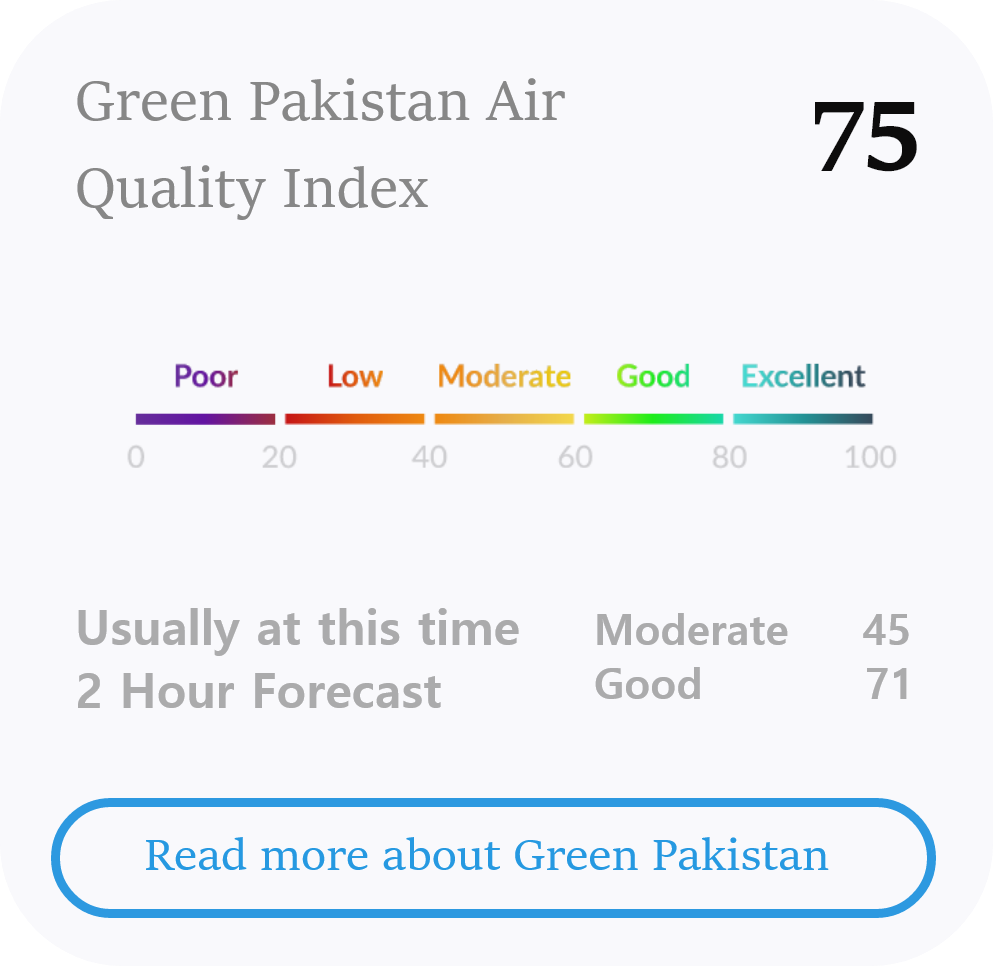 Green Pakistan Air
Quality Index
75
Poor Low Moderate Good Excellent
0 20 40 60 80 100
Usually at this time Moderate 45
2 Hour Forecast Good 71
Read more about Green Pakistan